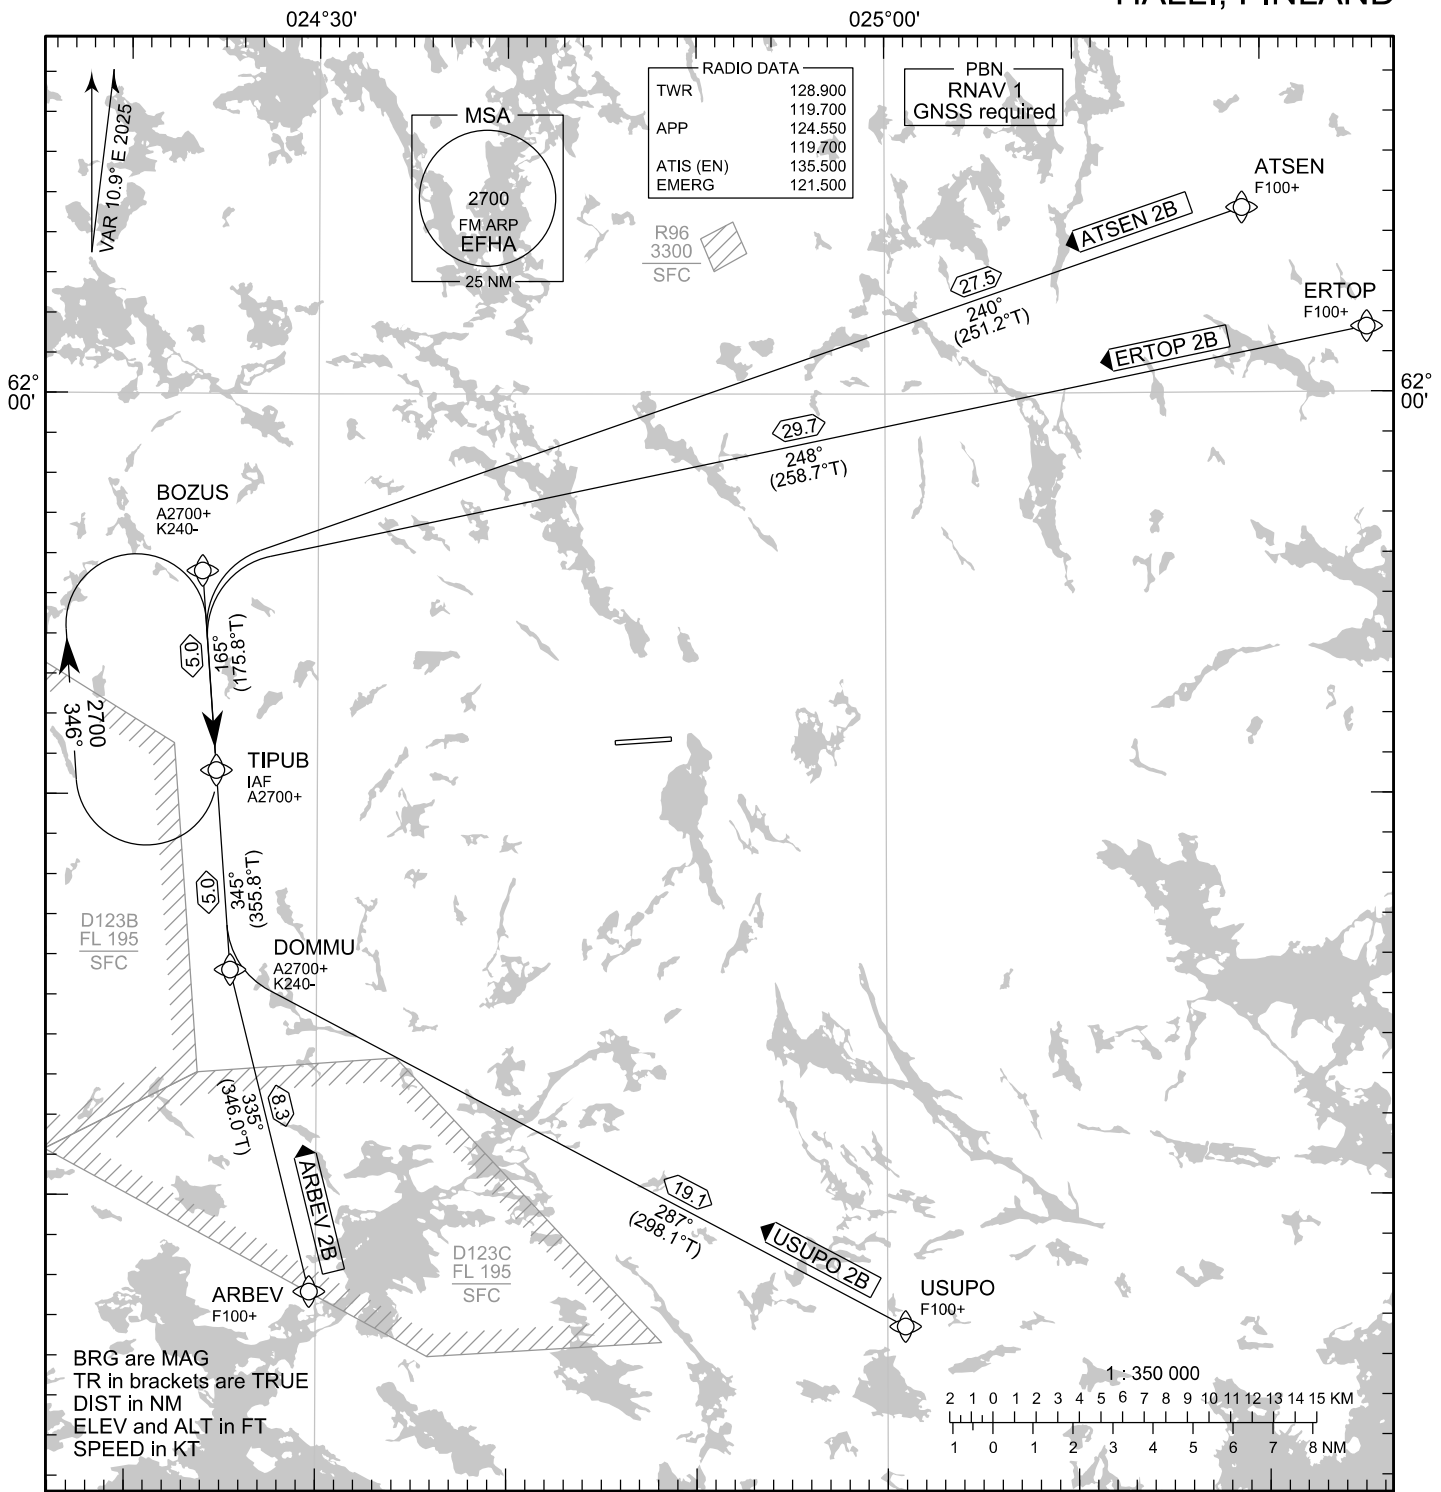 HALLI, FINLAND
024°30'
025°00'
VAR 10.9° E 2025
MSA
2700
FM ARP
EFHA
25 NM
RADIO DATA
TWR 128.900
119.700
APP 124.550
119.700
ATIS (EN) 135.500
EMERG 121.500
PBN
RNAV 1
GNSS required
R96
3300
SFC
ATSEN
F100+
ATSEN 2B
27.5
240°
(251.2°T)
ERTOP
F100+
ERTOP 2B
29.7
248°
(258.7°T)
62°
00'
62°
00'
BOZUS
A2700+
K240-
5.0
165°
(175.8°T)
2700
346°
TIPUB
IAF
A2700+
5.0
345°
(355.8°T)
D123B
FL 195
SFC
DOMMU
A2700+
K240-
335°
(346.0°T)
8.3
ARBEV 2B
19.1
287°
(298.1°T)
USUPO 2B
D123C
FL 195
SFC
ARBEV
F100+
USUPO
F100+
BRG are MAG
TR in brackets are TRUE
DIST in NM
ELEV and ALT in FT
SPEED in KT
1 : 350 000
2 1 0 1 2 3 4 5 6 7 8 9 10 11 12 13 14 15 KM
1 0 1 2 3 4 5 6 7 8 NM